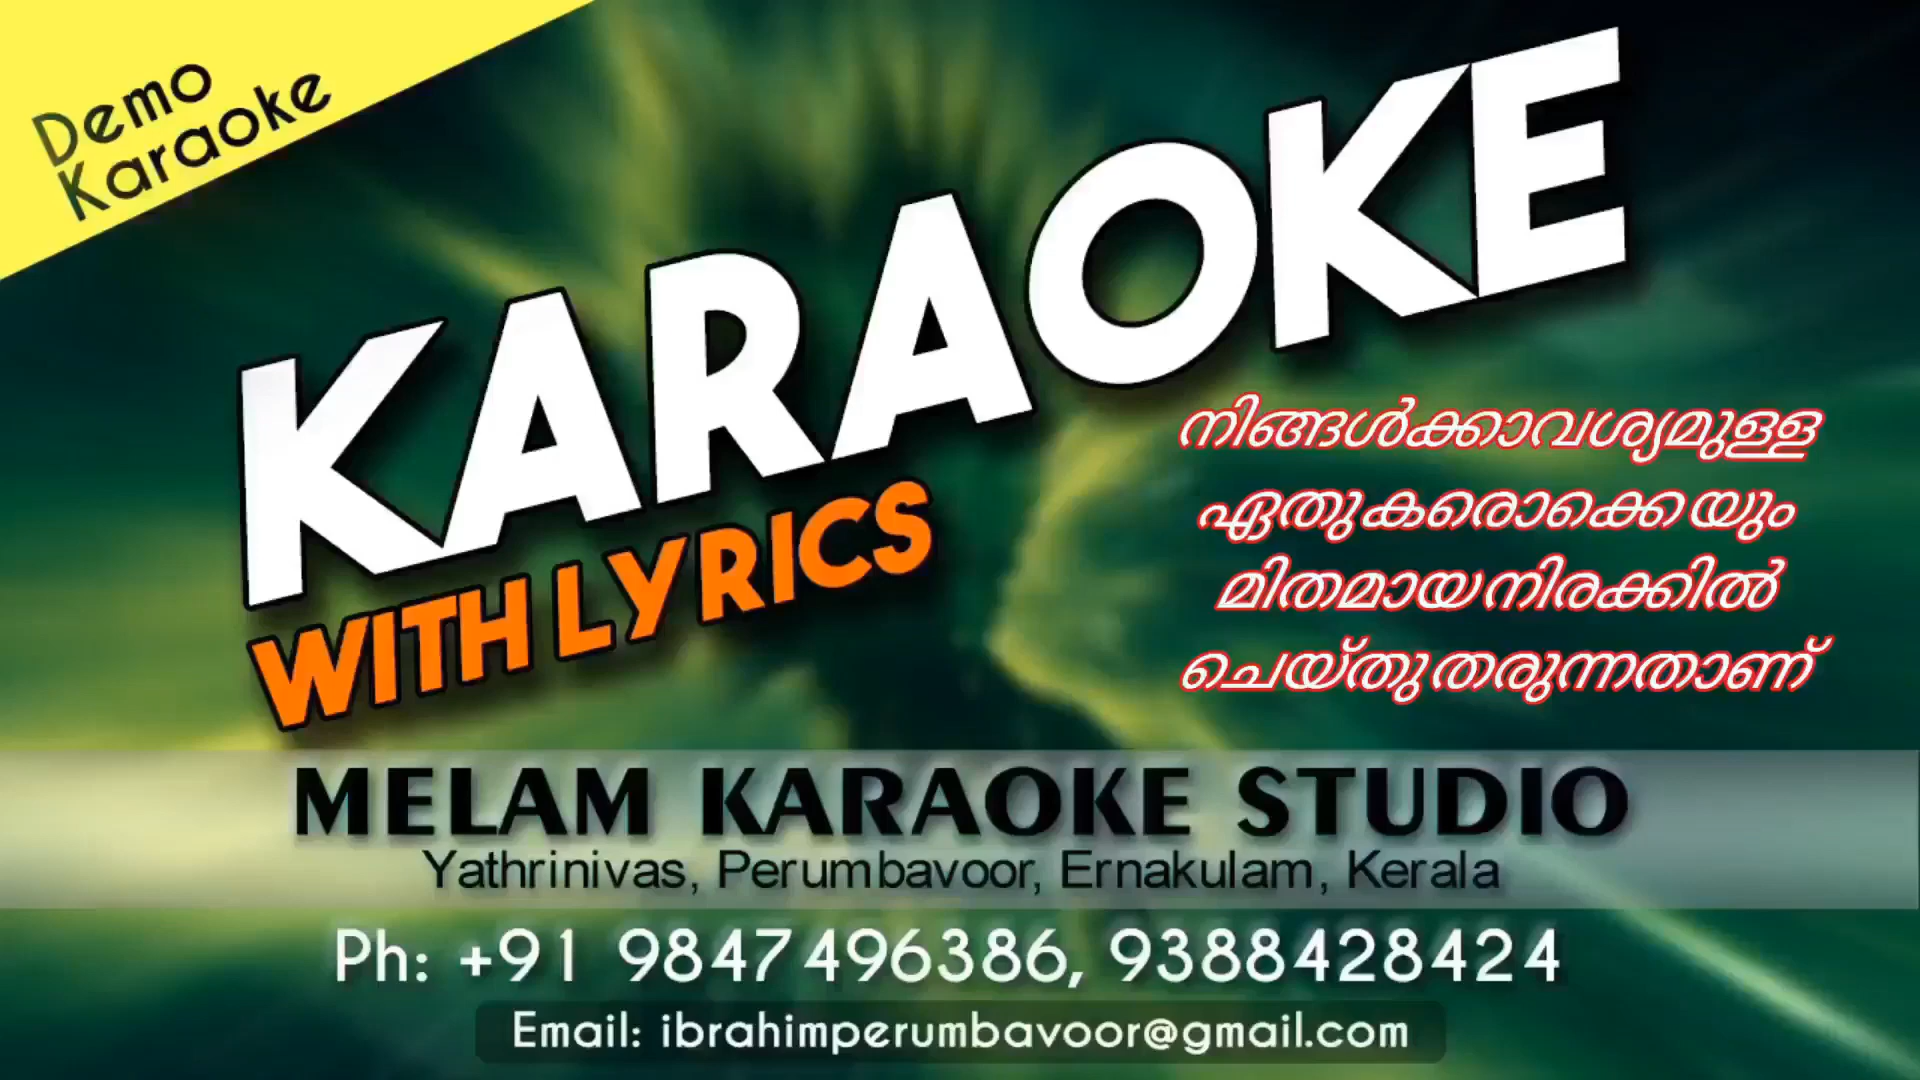 Demo
Karaoke
KARAOKE
WITH LYRICS
നിങ്ങൾക്കാവശ്യമുള്ള
ഏതു കരൊക്കെയും
മിതമായ നിരക്കിൽ
ചെയ്തു തരുന്നതാണ്
MELAM KARAOKE STUDIO
Yathrinivas, Perumbavoor, Ernakulam, Kerala
Ph: +91 9847496386, 9388428424
Email: ibrahimperumbavoor@gmail.com